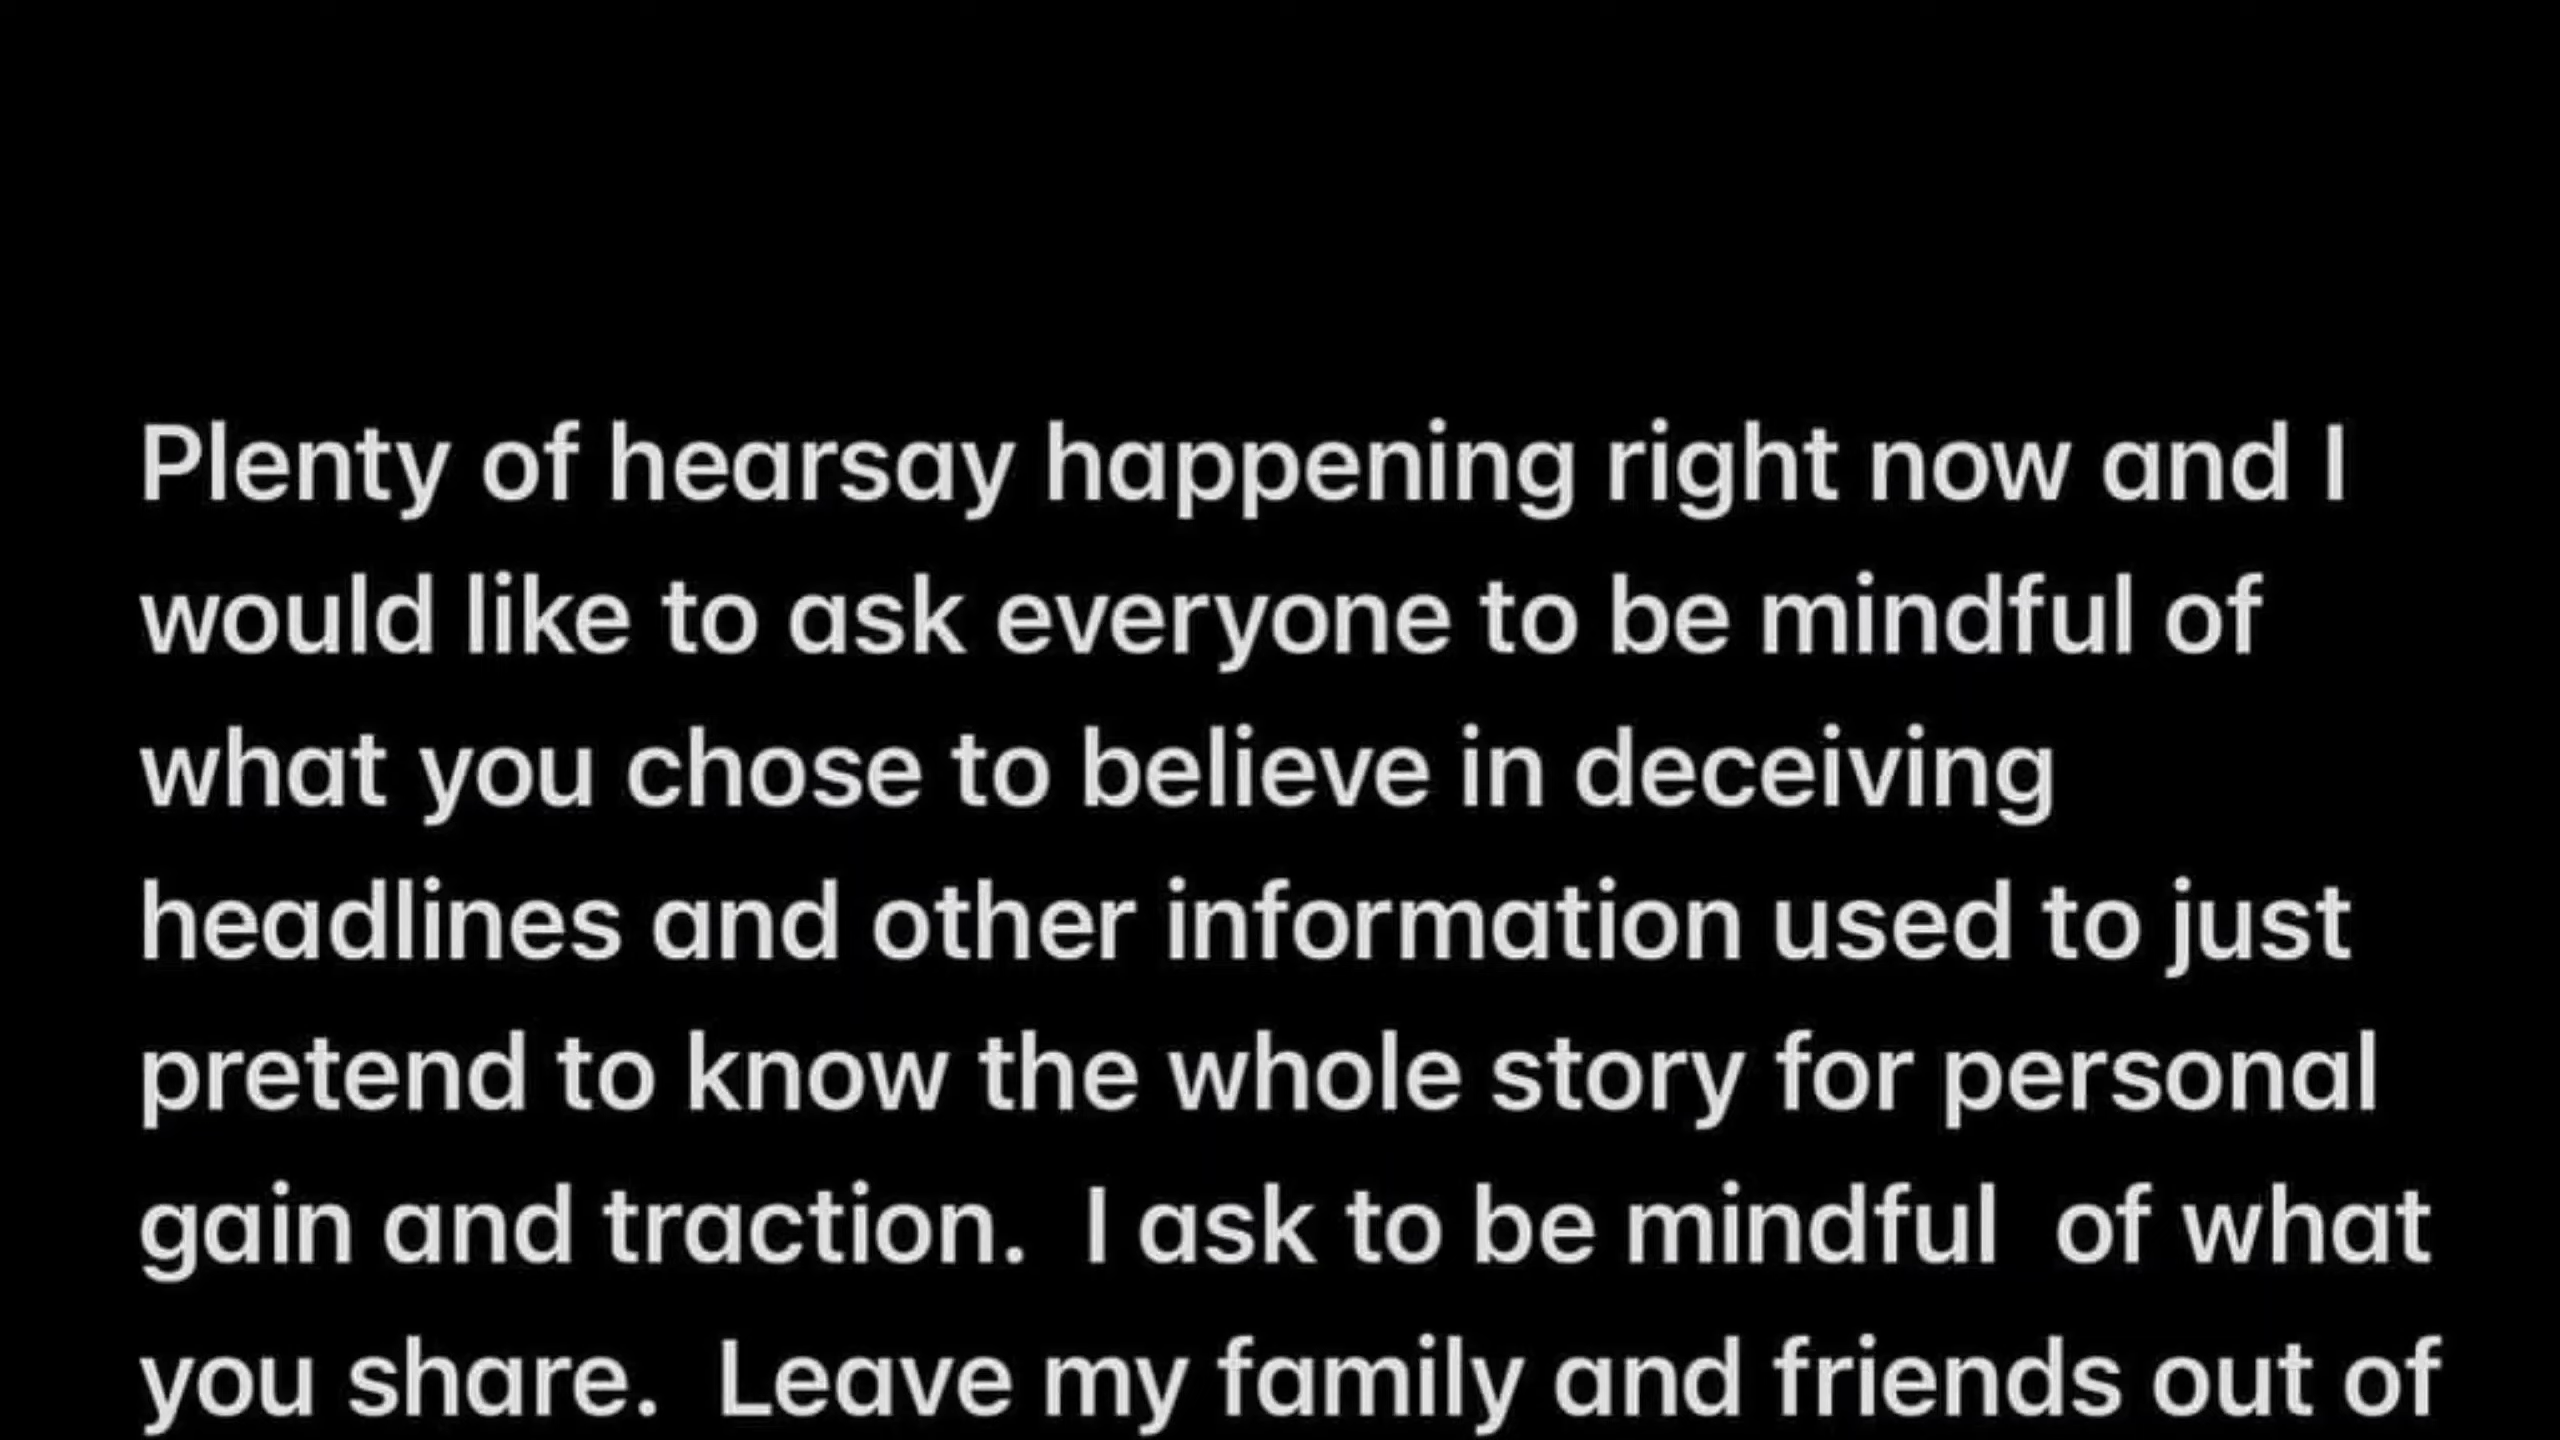 Plenty of hearsay happening right now and I
would like to ask everyone to be mindful of
what you chose to believe in deceiving
headlines and other information used to just
pretend to know the whole story for personal
gain and traction.  I ask to be mindful  of what
you share.  Leave my family and friends out of